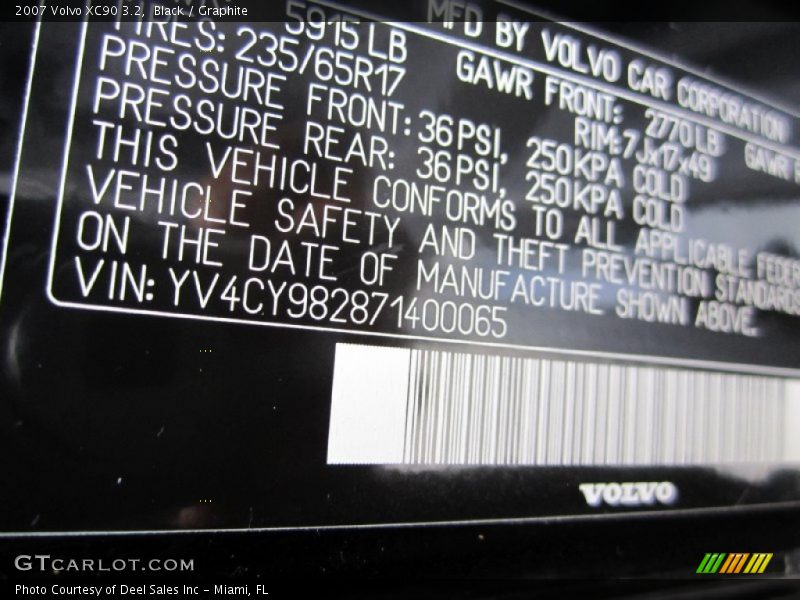 2007 Volvo XC90 3.2, Black / Graphite
MFD BY VOLVO CAR CORPORATION
5915 LB GAWR FRONT: 2770 LB GAWR
TIRES: 235/65R17 RIM: 7Jx17x49
PRESSURE FRONT: 36 PSI, 250 KPA COLD
PRESSURE REAR: 36 PSI, 250 KPA COLD
THIS VEHICLE CONFORMS TO ALL APPLICABLE FEDER
VEHICLE SAFETY AND THEFT PREVENTION STANDARDS
ON THE DATE OF MANUFACTURE SHOWN ABOVE.
VIN: YV4CY982871400065
VOLVO
GTCARLOT.COM
Photo Courtesy of Deel Sales Inc - Miami, FL